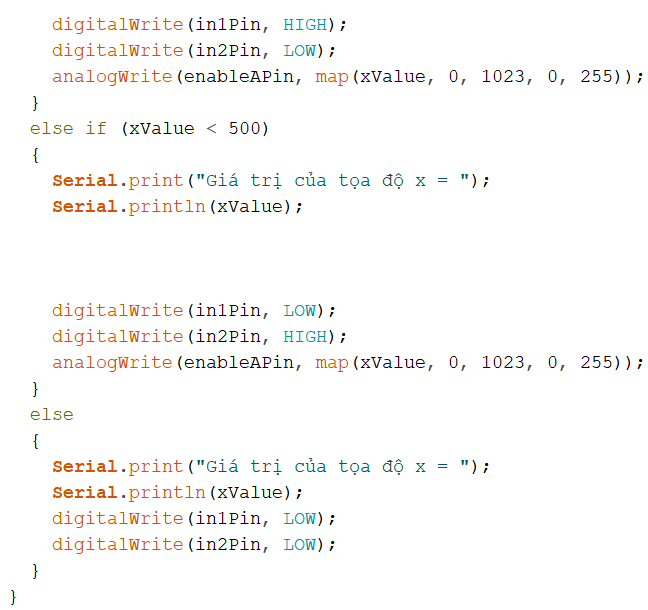 digitalWrite(in1Pin, HIGH);
digitalWrite(in2Pin, LOW);
analogWrite(enableAPin, map(xValue, 0, 1023, 0, 255));
}
else if (xValue < 500)
{
Serial.print("Giá trị của tọa độ x = ");
Serial.println(xValue);
digitalWrite(in1Pin, LOW);
digitalWrite(in2Pin, HIGH);
analogWrite(enableAPin, map(xValue, 0, 1023, 0, 255));
}
else
{
Serial.print("Giá trị của tọa độ x = ");
Serial.println(xValue);
digitalWrite(in1Pin, LOW);
digitalWrite(in2Pin, LOW);
}
}